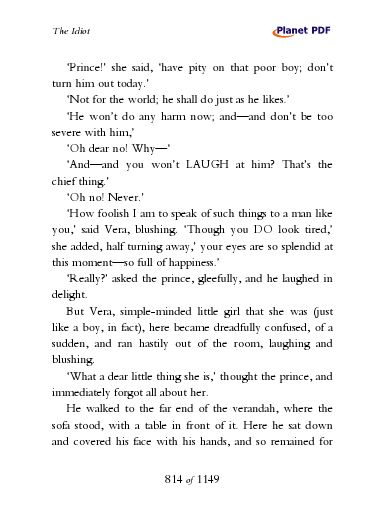 The Idiot
Planet PDF
'Prince!' she said, 'have pity on that poor boy; don't
turn him out today.'
'Not for the world; he shall do just as he likes.'
'He won't do any harm now; and—and don't be too
severe with him,'
'Oh dear no! Why—'
'And—and you won't LAUGH at him? That's the
chief thing.'
'Oh no! Never.'
'How foolish I am to speak of such things to a man like
you,' said Vera, blushing. 'Though you DO look tired,'
she added, half turning away,' your eyes are so splendid at
this moment—so full of happiness.'
'Really?' asked the prince, gleefully, and he laughed in
delight.
But Vera, simple-minded little girl that she was (just
like a boy, in fact), here became dreadfully confused, of a
sudden, and ran hastily out of the room, laughing and
blushing.
'What a dear little thing she is,' thought the prince, and
immediately forgot all about her.
He walked to the far end of the verandah, where the
sofa stood, with a table in front of it. Here he sat down
and covered his face with his hands, and so remained for
814 of 1149